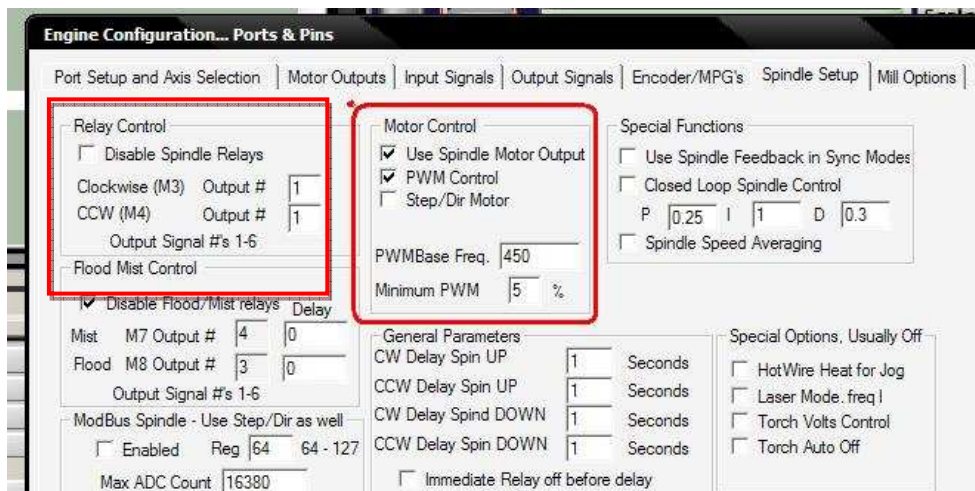 Engine Configuration... Ports & Pins
Port Setup and Axis Selection
Motor Outputs
Input Signals
Output Signals
Encoder/MPG's
Spindle Setup
Mill Options
Relay Control
Disable Spindle Relays
Clockwise (M3) Output # 1
CCW (M4) Output # 1
Output Signal #'s 1-6
Flood Mist Control
Disable Flood/Mist relays Delay
Mist M7 Output # 4 0
Flood M8 Output # 3 0
Output Signal #'s 1-6
ModBus Spindle - Use Step/Dir as well
Enabled Reg 64 64 - 127
Max ADC Count 16380
Motor Control
Use Spindle Motor Output
PWM Control
Step/Dir Motor
PWMBase Freq. 450
Minimum PWM 5 %
General Parameters
CW Delay Spin UP 1 Seconds
CCW Delay Spin UP 1 Seconds
CW Delay Spind DOWN 1 Seconds
CCW Delay Spin DOWN 1 Seconds
Immediate Relay off before delay
Special Functions
Use Spindle Feedback in Sync Modes
Closed Loop Spindle Control
P 0.25 I 1 D 0.3
Spindle Speed Averaging
Special Options, Usually Off
HotWire Heat for Jog
Laser Mode. freq I
Torch Volts Control
Torch Auto Off